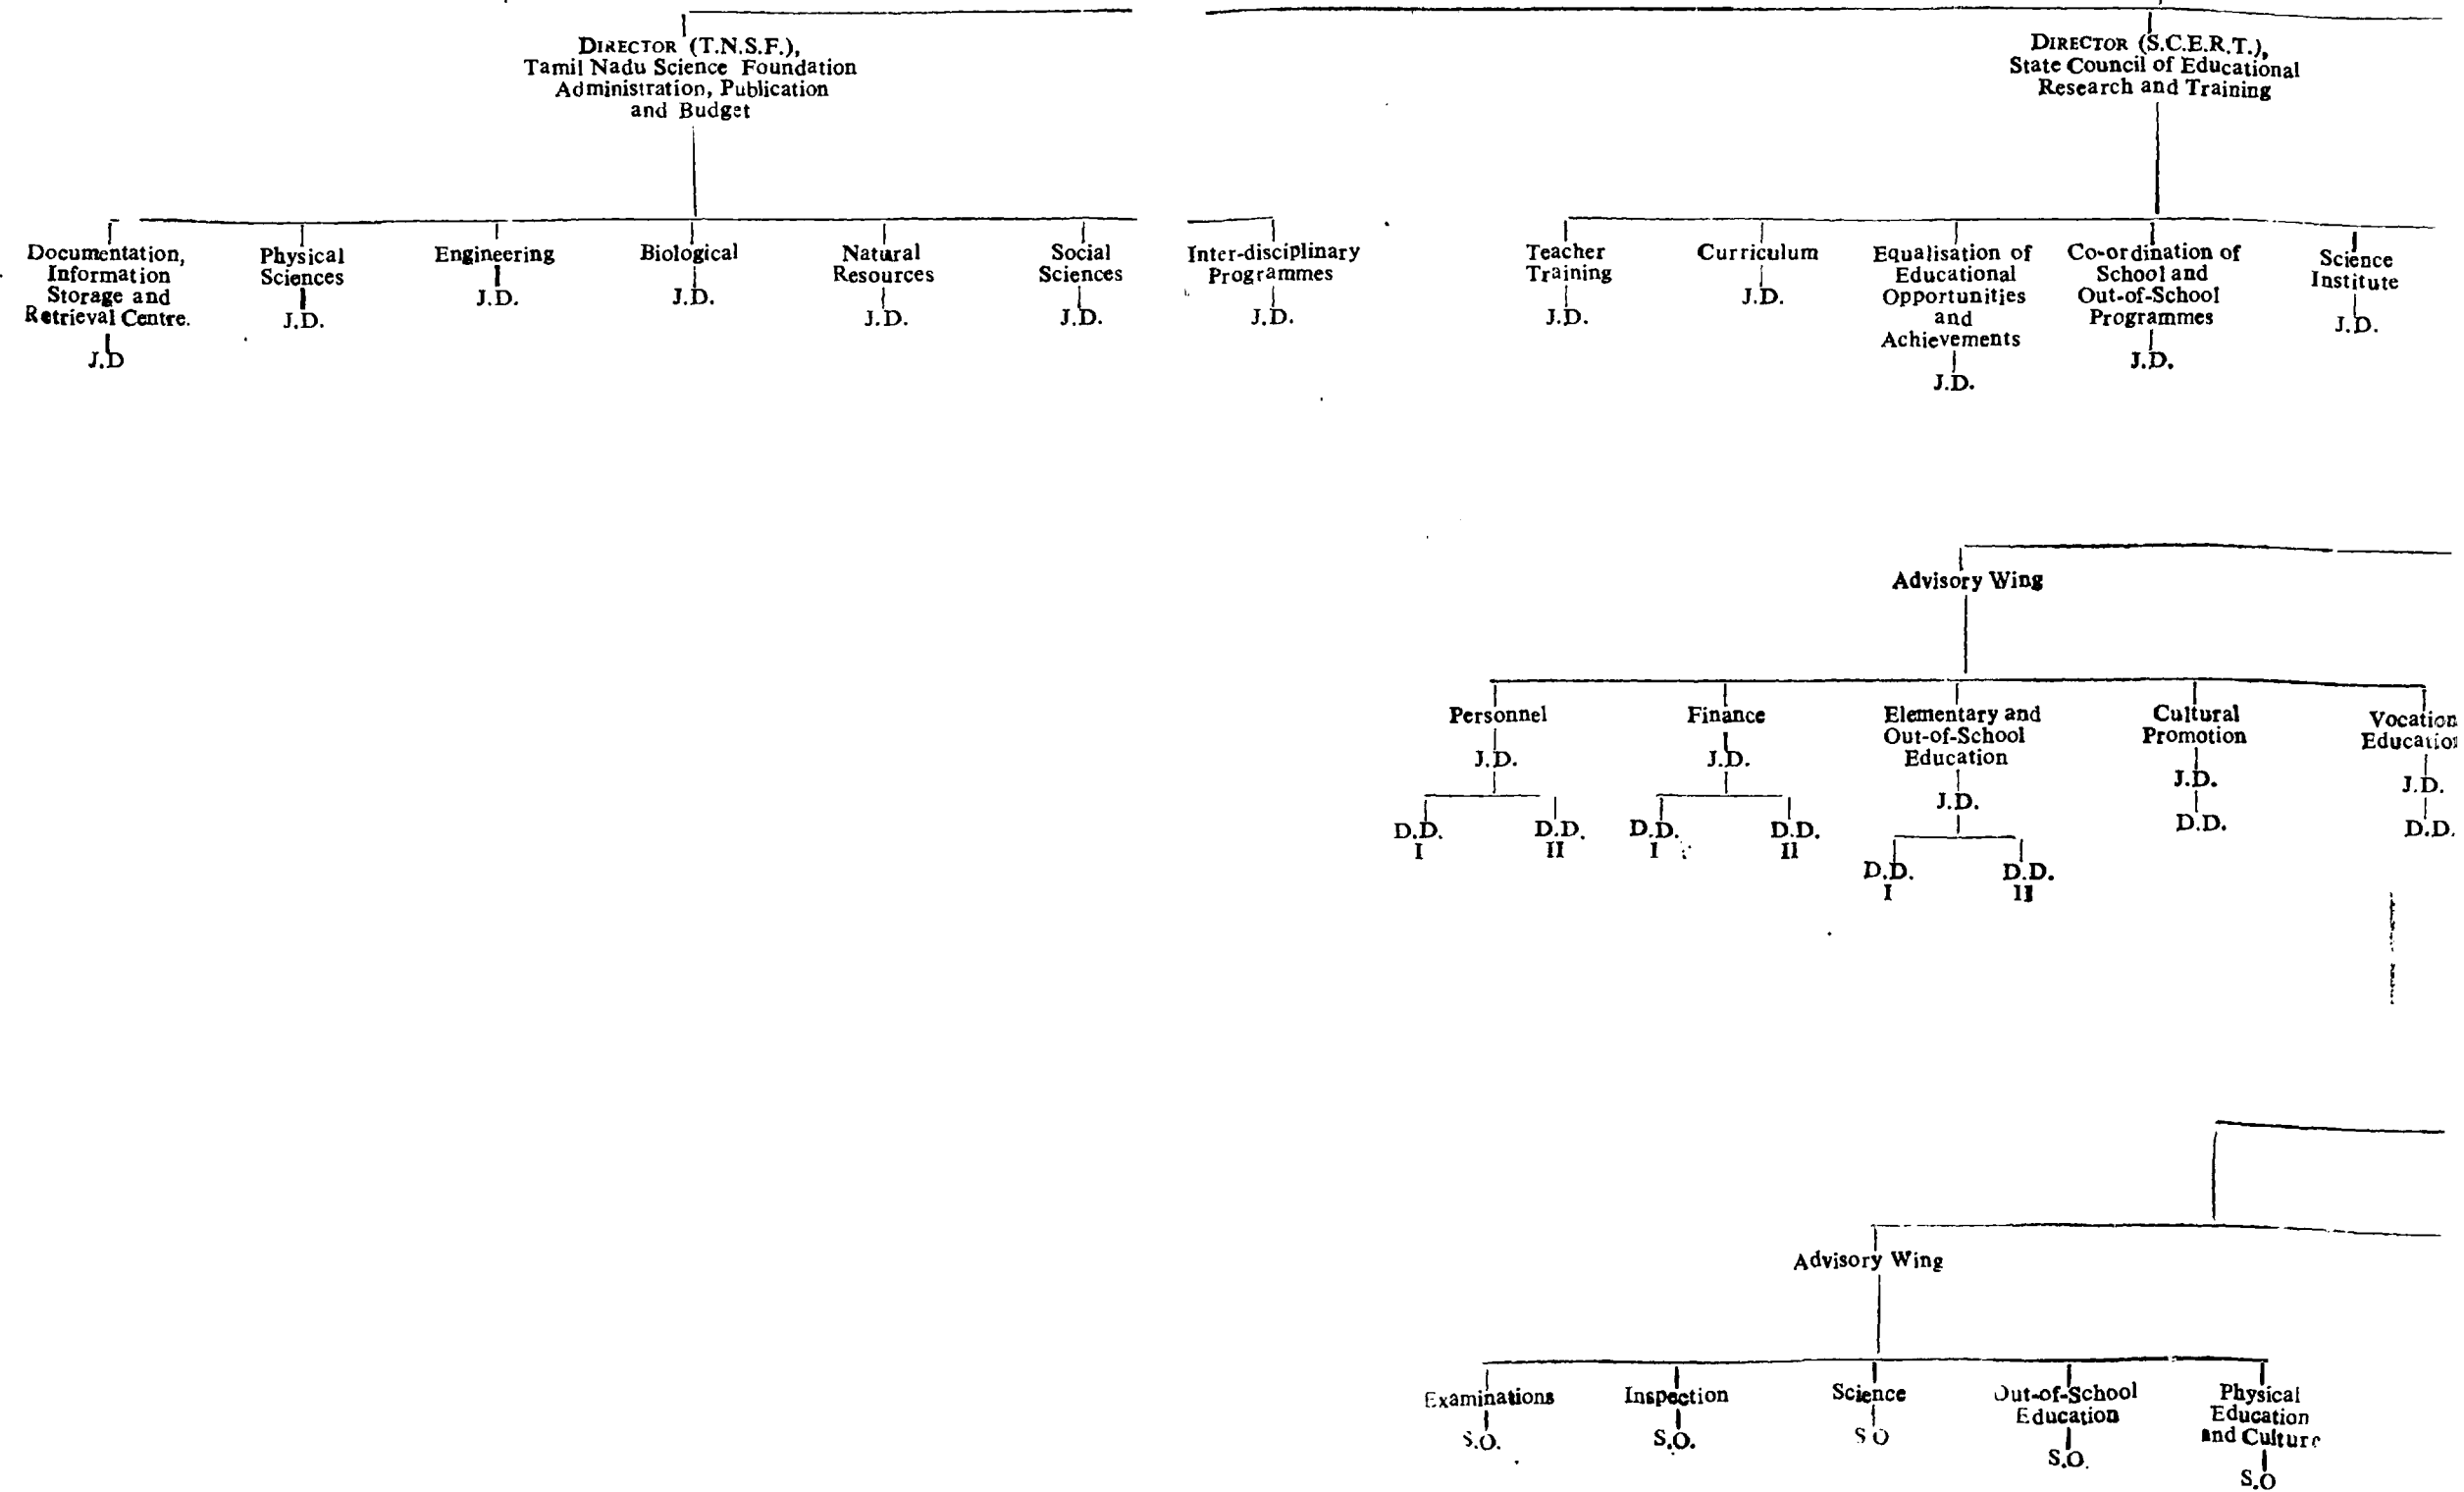 DIRECTOR (T.N.S.F.),
Tamil Nadu Science Foundation
Administration, Publication
and Budget
DIRECTOR (S.C.E.R.T.),
State Council of Educational
Research and Training
Documentation,
Information
Storage and
Retrieval Centre.
J.D
Physical
Sciences
J.D.
Engineering
J.D.
Biological
J.D.
Natural
Resources
J.D.
Social
Sciences
J.D.
Inter-disciplinary
Programmes
J.D.
Teacher
Training
J.D.
Curriculum
J.D.
Equalisation of
Educational
Opportunities
and
Achievements
J.D.
Co-ordination of
School and
Out-of-School
Programmes
J.D.
Science
Institute
J.D.
Advisory Wing
Personnel
J.D.
D.D.
I
D.D.
II
Finance
J.D.
D.D.
I
D.D.
II
Elementary and
Out-of-School
Education
J.D.
D.D.
I
D.D.
II
Cultural
Promotion
J.D.
D.D.
Vocation
Educatio
J.D.
D.D.
Advisory Wing
Examinations
S.O.
Inspection
S.O.
Science
S O
Out-of-School
Education
S.O.
Physical
Education
and Culture
S.O